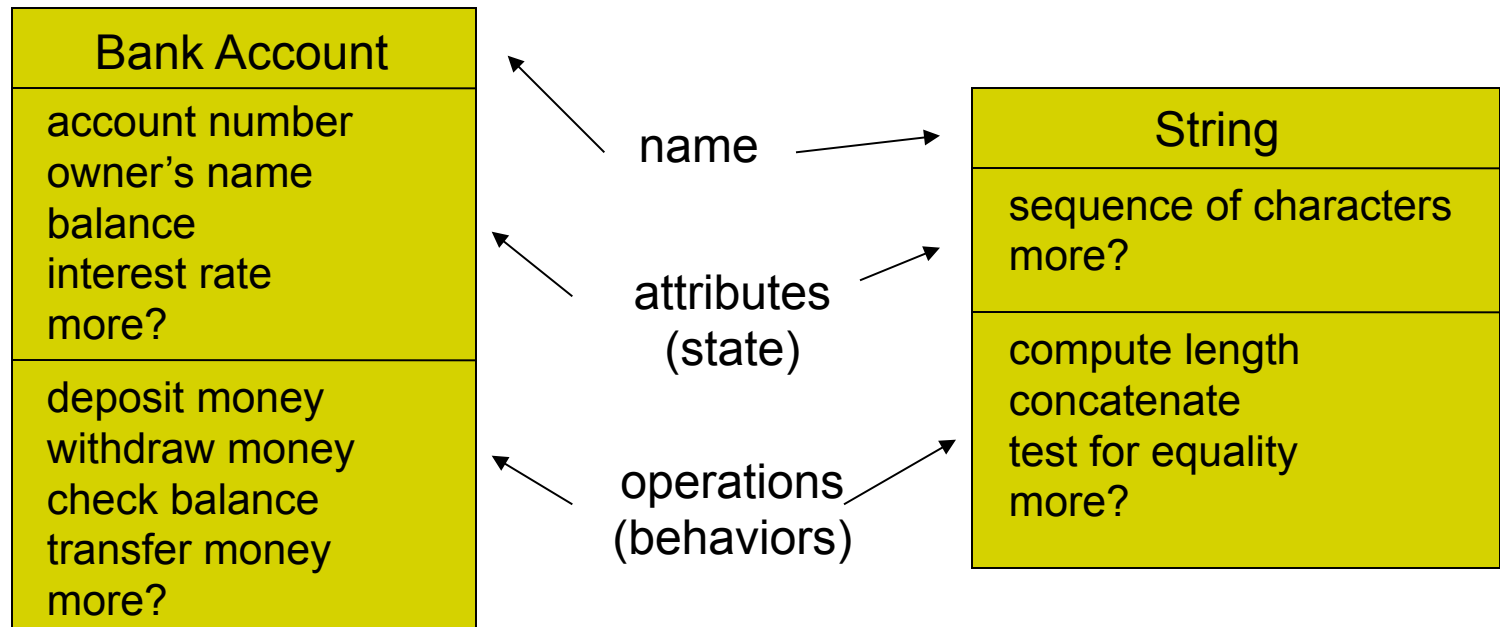 Bank Account
account number
owner’s name
balance
interest rate
more?
deposit money
withdraw money
check balance
transfer money
more?
name
attributes
(state)
operations
(behaviors)
String
sequence of characters
more?
compute length
concatenate
test for equality
more?